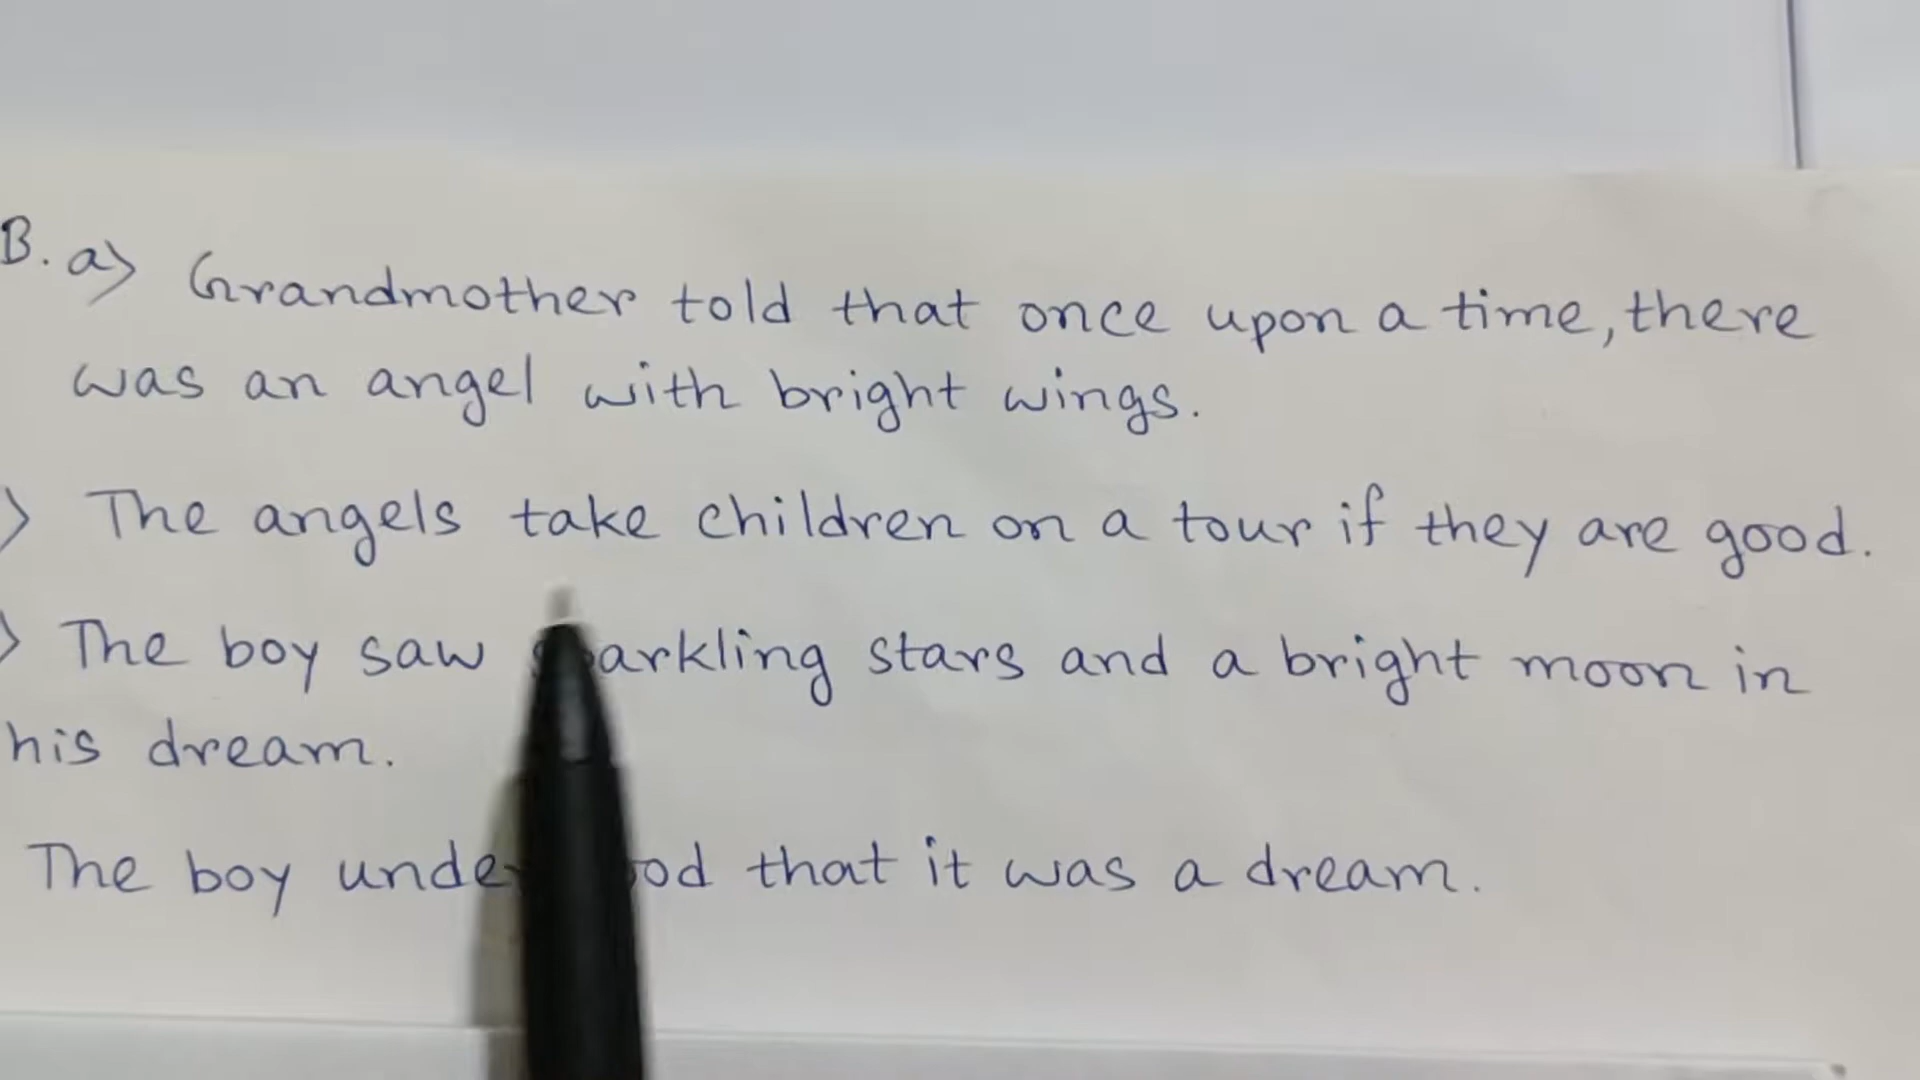 B. a) Grandmother told that once upon a time, there
was an angel with bright wings.
) The angels take children on a tour if they are good.
) The boy saw stars and a bright moon in
his dream.
The boy that it was a dream.